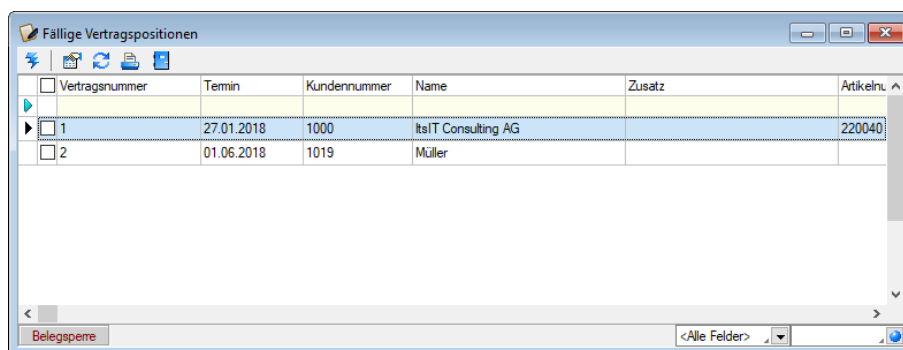 Fällige Vertragspositionen
Vertragsnummer Termin Kundennummer Name Zusatz Artikelnu
1 27.01.2018 1000 ItsIT Consulting AG 220040
2 01.06.2018 1019 Müller
Belegsperre <Alle Felder>